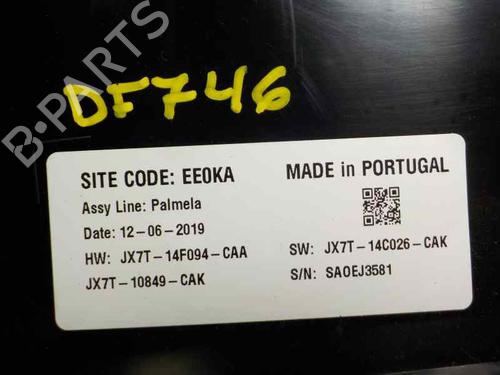 B-PARTS
DF746
SITE CODE: EE0KA
MADE in PORTUGAL
Assy Line: Palmela
Date: 12-06-2019
HW: JX7T-14F094-CAA
SW: JX7T-14C026-CAK
JX7T-10849-CAK
S/N: SA0EJ3581